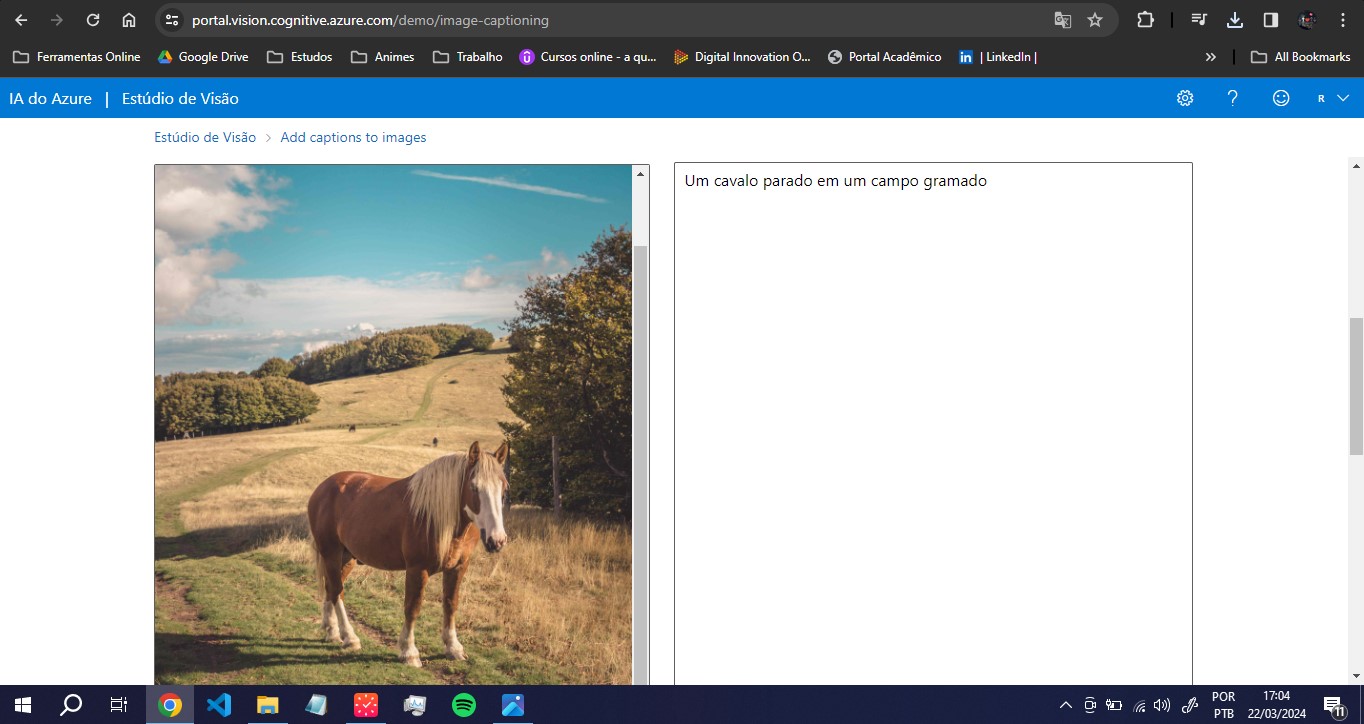 portal.vision.cognitive.azure.com/demo/image-captioning
Ferramentas Online Google Drive Estudos Animes Trabalho Cursos online - a qu... Digital Innovation O... Portal Acadêmico | LinkedIn | » All Bookmarks
IA do Azure | Estúdio de Visão R
Estúdio de Visão > Add captions to images
Um cavalo parado em um campo gramado
POR 17:04
PTB 22/03/2024 11